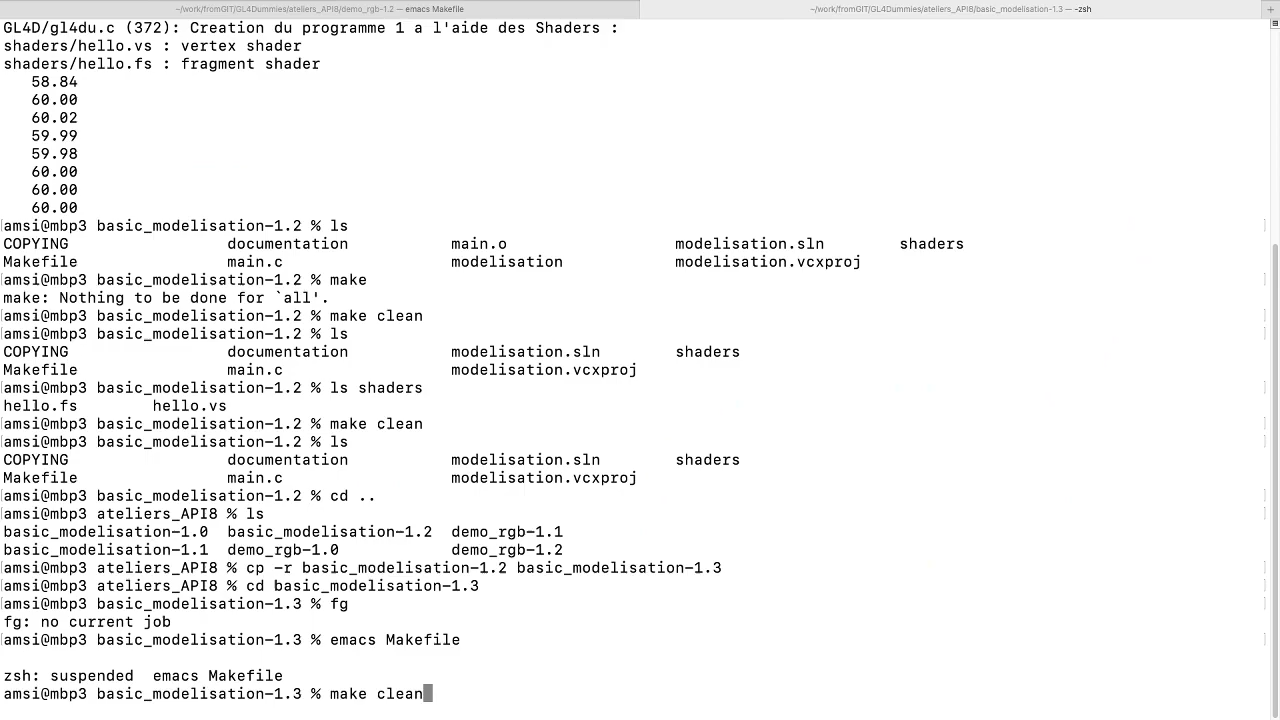 ~/work/fromGIT/GL4Dummies/ateliers_API8/demo_rgb-1.2 — emacs Makefile ~/work/fromGIT/GL4Dummies/ateliers_API8/basic_modelisation-1.3 — -zsh
GL4D/gl4du.c (372): Creation du programme 1 a l'aide des Shaders :
shaders/hello.vs : vertex shader
shaders/hello.fs : fragment shader
58.84
60.00
60.02
59.99
59.98
60.00
60.00
60.00
amsi@mbp3 basic_modelisation-1.2 % ls
COPYING documentation main.o modelisation.sln shaders
Makefile main.c modelisation modelisation.vcxproj
amsi@mbp3 basic_modelisation-1.2 % make
make: Nothing to be done for `all'.
amsi@mbp3 basic_modelisation-1.2 % make clean
amsi@mbp3 basic_modelisation-1.2 % ls
COPYING documentation modelisation.sln shaders
Makefile main.c modelisation.vcxproj
amsi@mbp3 basic_modelisation-1.2 % ls shaders
hello.fs hello.vs
amsi@mbp3 basic_modelisation-1.2 % make clean
amsi@mbp3 basic_modelisation-1.2 % ls
COPYING documentation modelisation.sln shaders
Makefile main.c modelisation.vcxproj
amsi@mbp3 basic_modelisation-1.2 % cd ..
amsi@mbp3 ateliers_API8 % ls
basic_modelisation-1.0 basic_modelisation-1.2 demo_rgb-1.1
basic_modelisation-1.1 demo_rgb-1.0 demo_rgb-1.2
amsi@mbp3 ateliers_API8 % cp -r basic_modelisation-1.2 basic_modelisation-1.3
amsi@mbp3 ateliers_API8 % cd basic_modelisation-1.3
amsi@mbp3 basic_modelisation-1.3 % fg
fg: no current job
amsi@mbp3 basic_modelisation-1.3 % emacs Makefile
zsh: suspended emacs Makefile
amsi@mbp3 basic_modelisation-1.3 % make clean